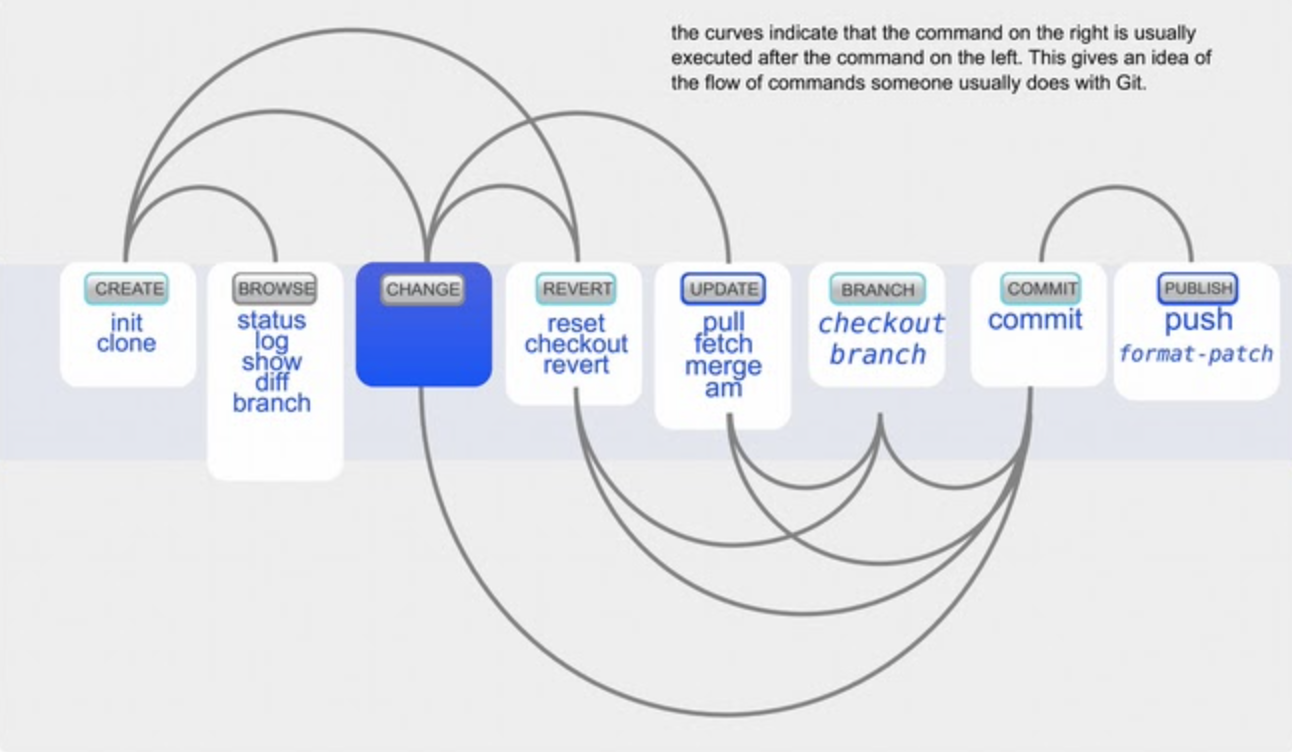 the curves indicate that the command on the right is usually
executed after the command on the left. This gives an idea of
the flow of commands someone usually does with Git.
CREATE
init
clone
BROWSE
status
log
show
diff
branch
CHANGE
REVERT
reset
checkout
revert
UPDATE
pull
fetch
merge
am
BRANCH
checkout
branch
COMMIT
commit
PUBLISH
push
format-patch